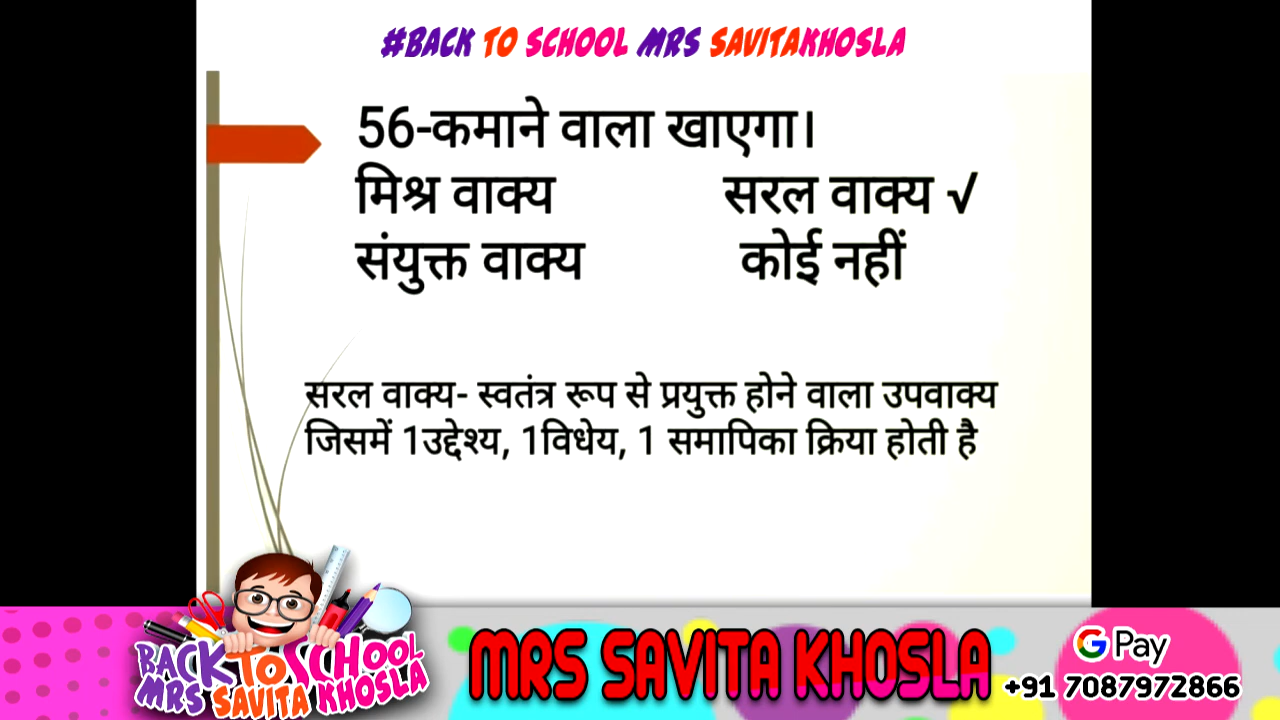 #BACK TO SCHOOL MRS SAVITAKHOSLA
56-कमाने वाला खाएगा।
मिश्र वाक्य सरल वाक्य √
संयुक्त वाक्य कोई नहीं
सरल वाक्य- स्वतंत्र रूप से प्रयुक्त होने वाला उपवाक्य
जिसमें 1उद्देश्य, 1विधेय, 1 समापिका क्रिया होती है
BACK TO SCHOOL
MRS SAVITA KHOSLA
MRS SAVITA KHOSLA
G Pay
+91 7087972866